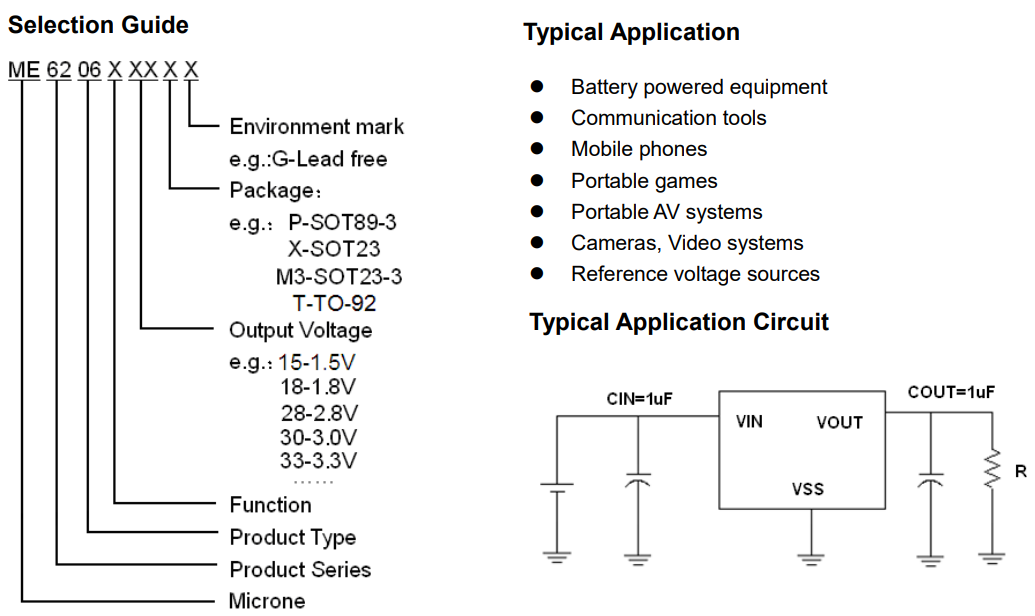 Selection Guide
ME 62 06 X XX X X
Environment mark
e.g.:G-Lead free
Package：
e.g.： P-SOT89-3
X-SOT23
M3-SOT23-3
T-TO-92
Output Voltage
e.g.：15-1.5V
18-1.8V
28-2.8V
30-3.0V
33-3.3V
……
Function
Product Type
Product Series
Microne
Typical Application
● Battery powered equipment
● Communication tools
● Mobile phones
● Portable games
● Portable AV systems
● Cameras, Video systems
● Reference voltage sources
Typical Application Circuit
CIN=1uF
COUT=1uF
VIN
VOUT
VSS
R